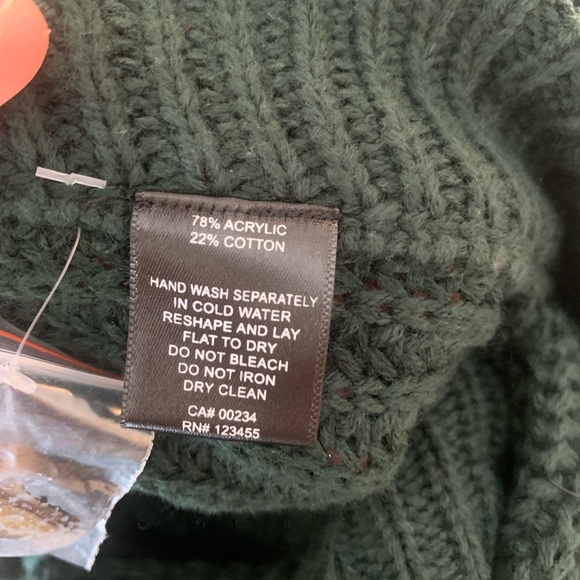 78% ACRYLIC
22% COTTON
HAND WASH SEPARATELY
IN COLD WATER
RESHAPE AND LAY
FLAT TO DRY
DO NOT BLEACH
DO NOT IRON
DRY CLEAN
CA# 00234
RN# 123455